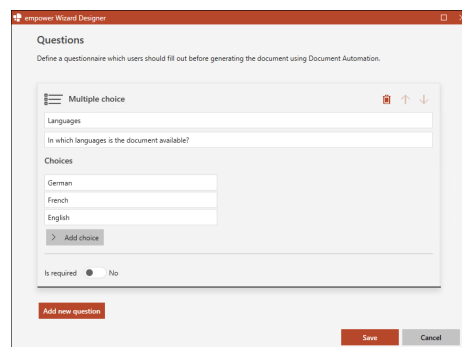 empower Wizard Designer
Questions
Define a questionnaire which users should fill out before generating the document using Document Automation.
Multiple choice
Languages
In which languages is the document available?
Choices
German
French
English
Add choice
Is required No
Add new question
Save Cancel